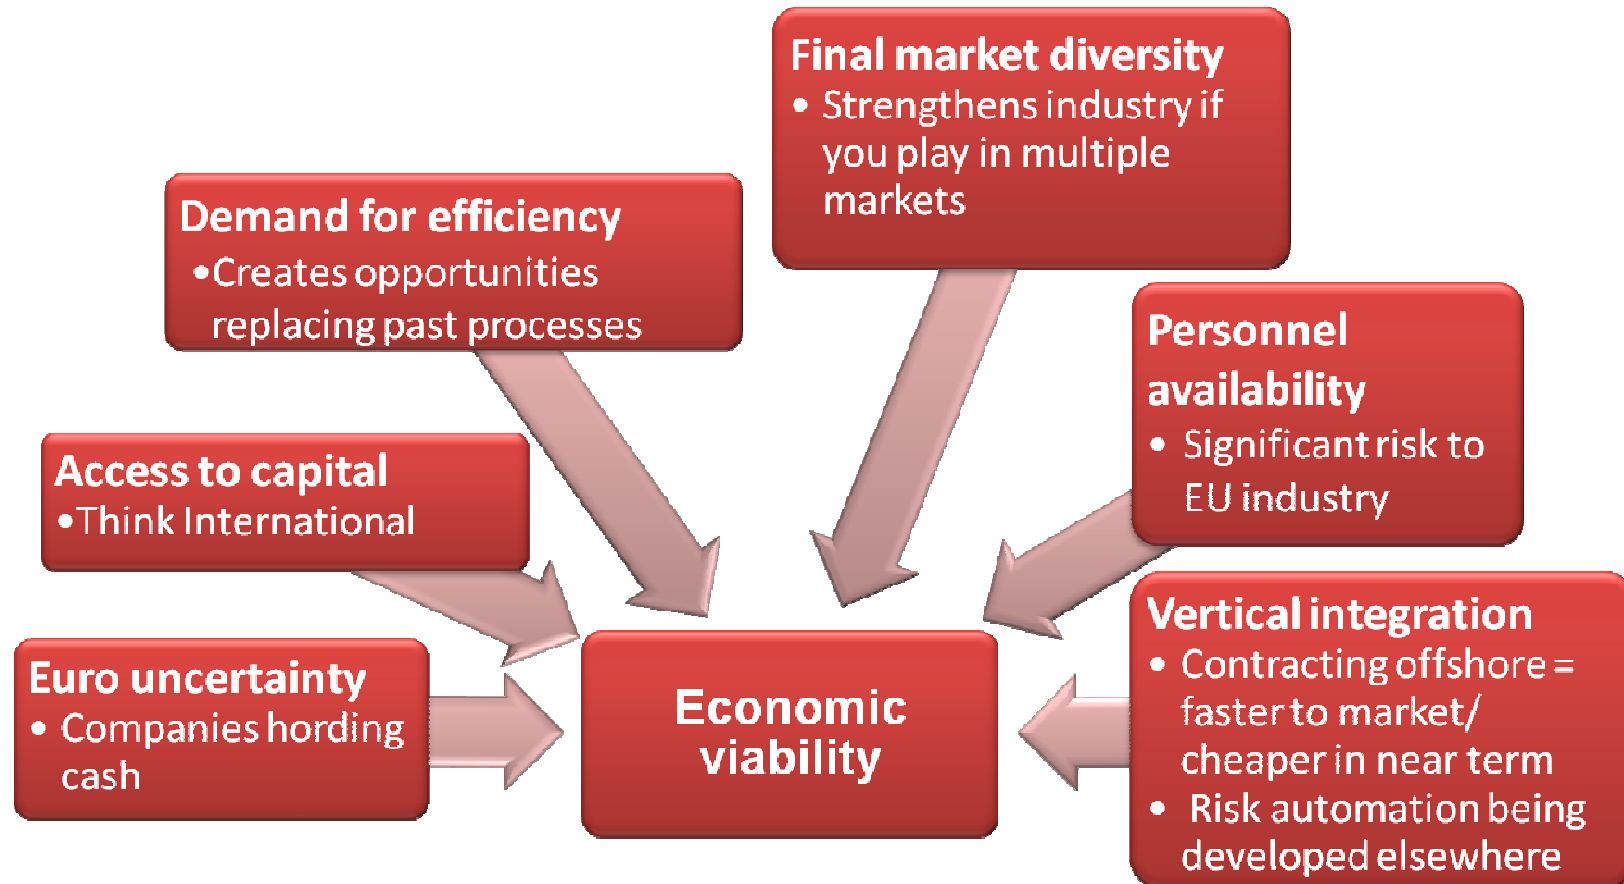 Final market diversity
• Strengthens industry if
you play in multiple
markets
Demand for efficiency
•Creates opportunities
replacing past processes
Personnel
availability
• Significant risk to
EU industry
Access to capital
•Think International
Vertical integration
• Contracting offshore =
faster to market/
cheaper in near term
• Risk automation being
developed elsewhere
Euro uncertainty
• Companies hording
cash
Economic
viability